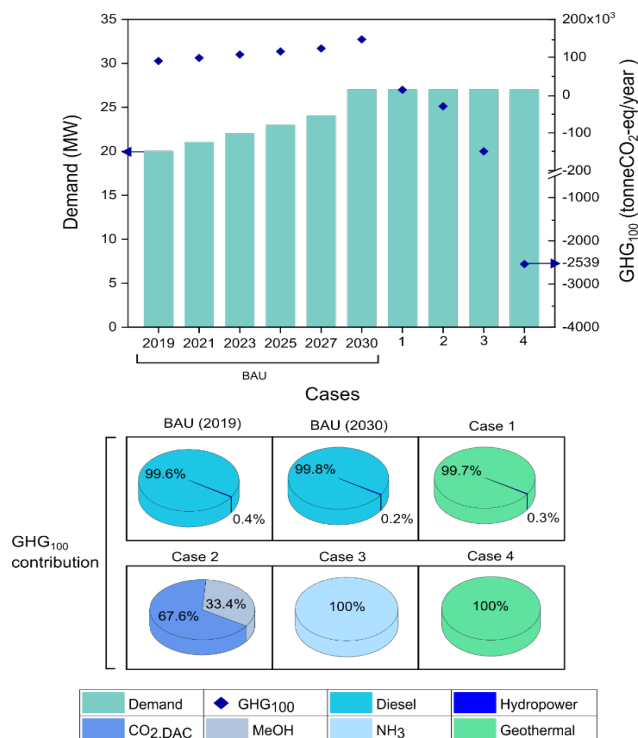 35
30
25
20
15
10
5
0
Demand (MW)
200x10³
100
0
-100
-200
-1000
-2000
-2539
-3000
-4000
GHG₁₀₀ (tonneCO₂-eq/year)
2019 2021 2023 2025 2027 2030 1 2 3 4
BAU
Cases
BAU (2019) BAU (2030) Case 1
99.6% 99.8% 99.7%
0.4% 0.2% 0.3%
GHG₁₀₀
contribution
Case 2 Case 3 Case 4
67.6% 33.4% 100% 100%
Demand GHG₁₀₀ Diesel Hydropower
CO₂,DAC MeOH NH₃ Geothermal